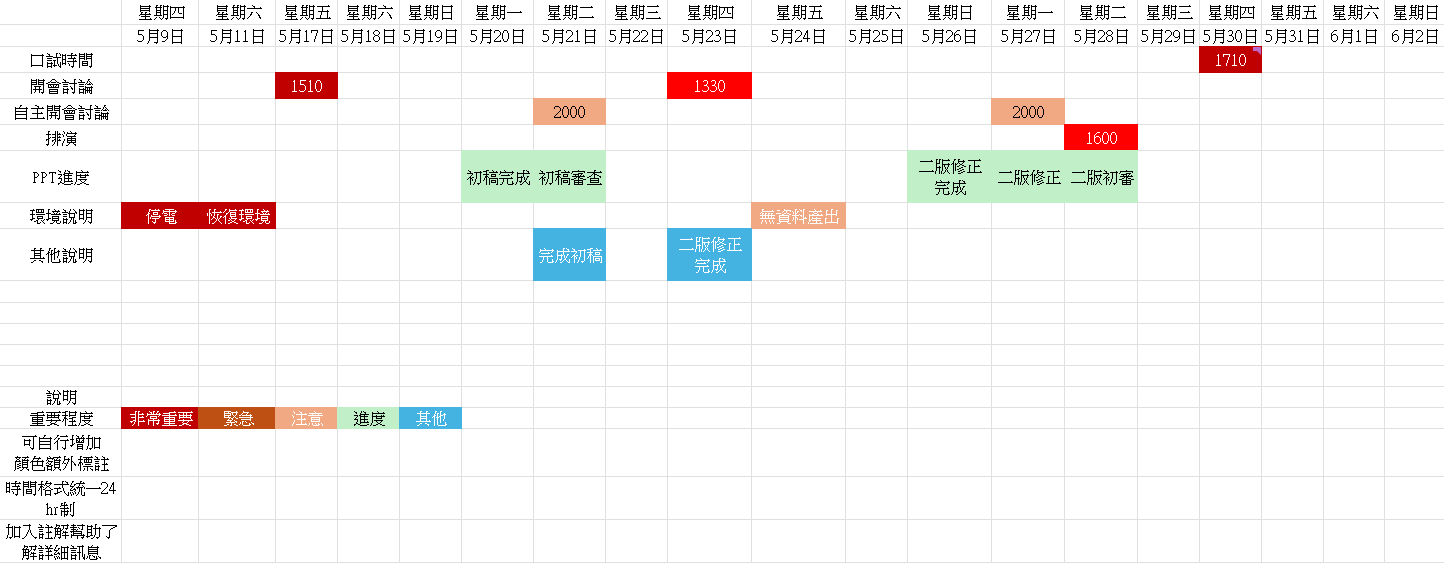 星期四 星期六 星期五 星期六 星期日 星期一 星期二 星期三 星期四 星期五 星期六 星期日 星期一 星期二 星期三 星期四 星期五 星期六 星期日
5月9日 5月11日 5月17日 5月18日 5月19日 5月20日 5月21日 5月22日 5月23日 5月24日 5月25日 5月26日 5月27日 5月28日 5月29日 5月30日 5月31日 6月1日 6月2日
口試時間 1710
開會討論 1510 1330
自主開會討論 2000 2000
排演 1600
PPT進度 初稿完成 初稿審查 二版修正
完成 二版修正 二版初審
環境說明 停電 恢復環境 無資料產出
其他說明 完成初稿 二版修正
完成
說明
重要程度 非常重要 緊急 注意 進度 其他
可自行增加
顏色額外標註
時間格式統一24
hr制
加入註解幫助了
解詳細訊息